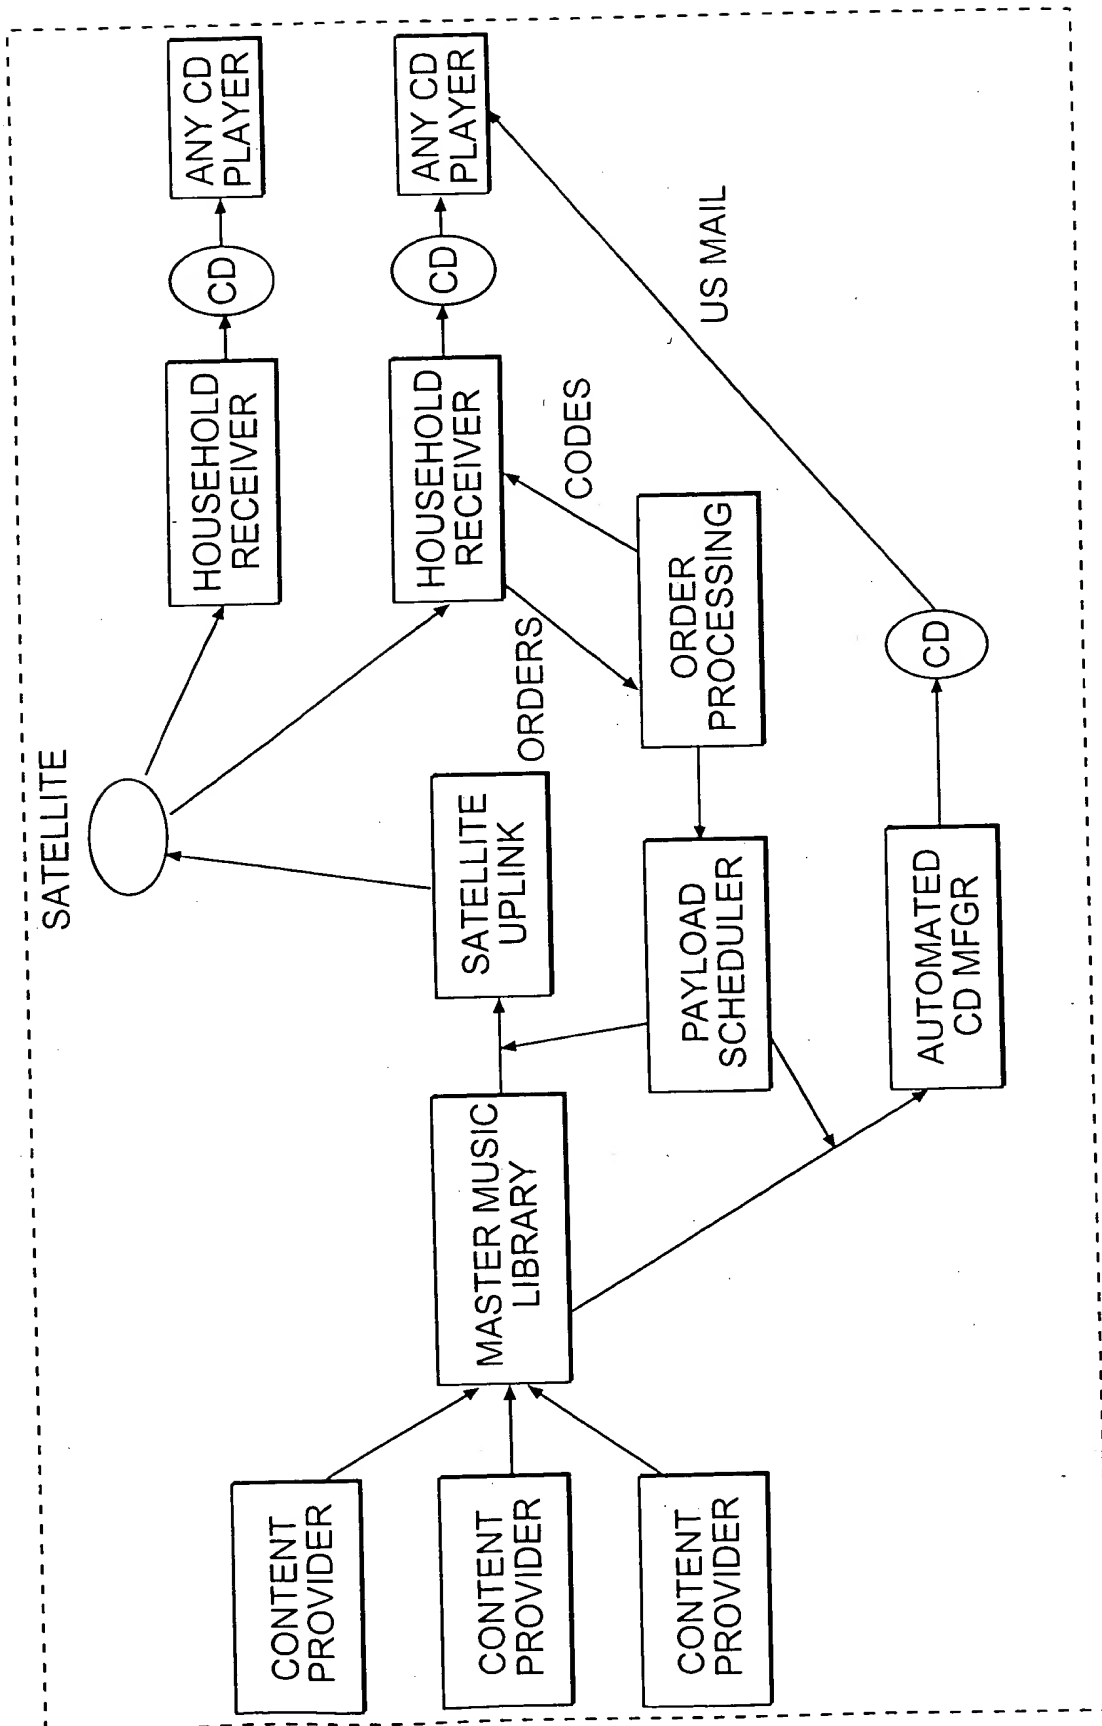 SATELLITE
HOUSEHOLD
RECEIVER
CD
ANY CD
PLAYER
CONTENT
PROVIDER
CONTENT
PROVIDER
CONTENT
PROVIDER
MASTER MUSIC
LIBRARY
SATELLITE
UPLINK
HOUSEHOLD
RECEIVER
CD
ANY CD
PLAYER
ORDERS
CODES
PAYLOAD
SCHEDULER
ORDER
PROCESSING
US MAIL
AUTOMATED
CD MFGR
CD